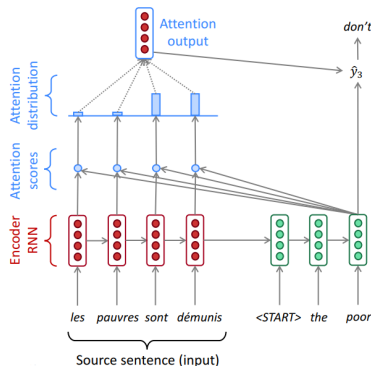 Attention
output
don't
ŷ₃
Attention
distribution
Attention
scores
Encoder
RNN
les pauvres sont démunis <START> the poor
Source sentence (input)